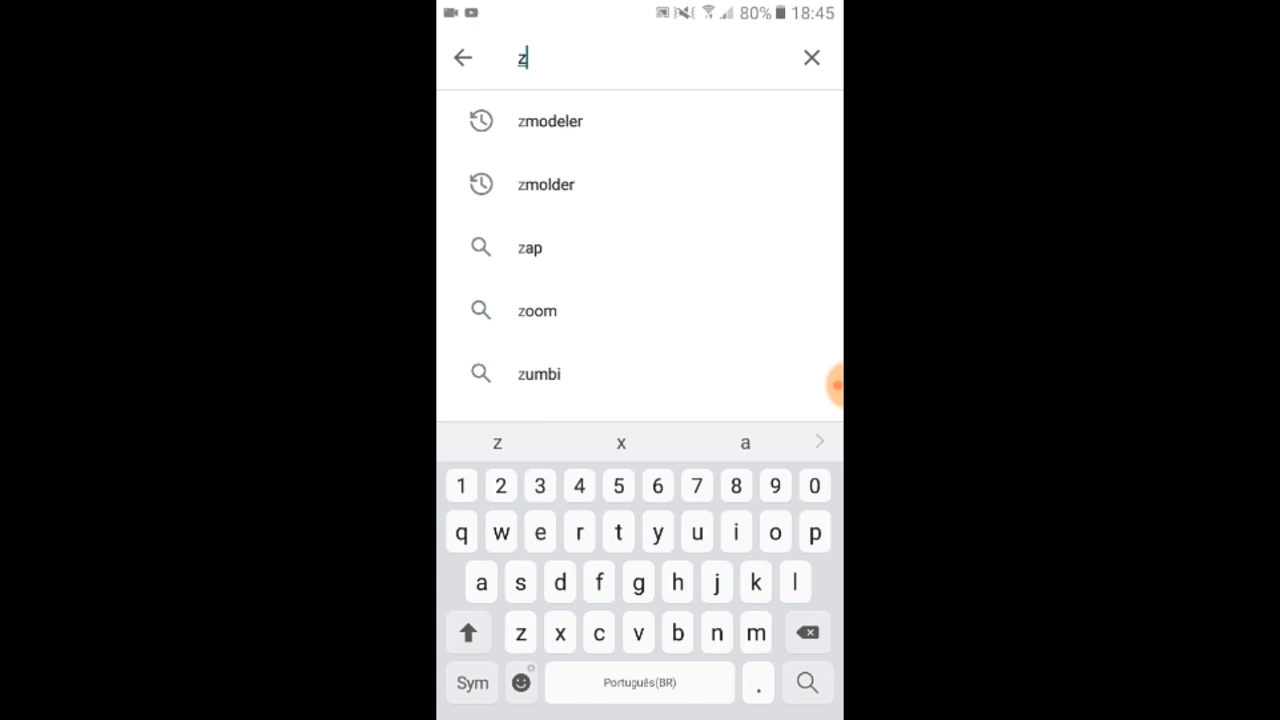 80% 18:45
z
zmodeler
zmolder
zap
zoom
zumbi
z x a
1 2 3 4 5 6 7 8 9 0
q w e r t y u i o p
a s d f g h j k l
z x c v b n m
Sym Português(BR) .